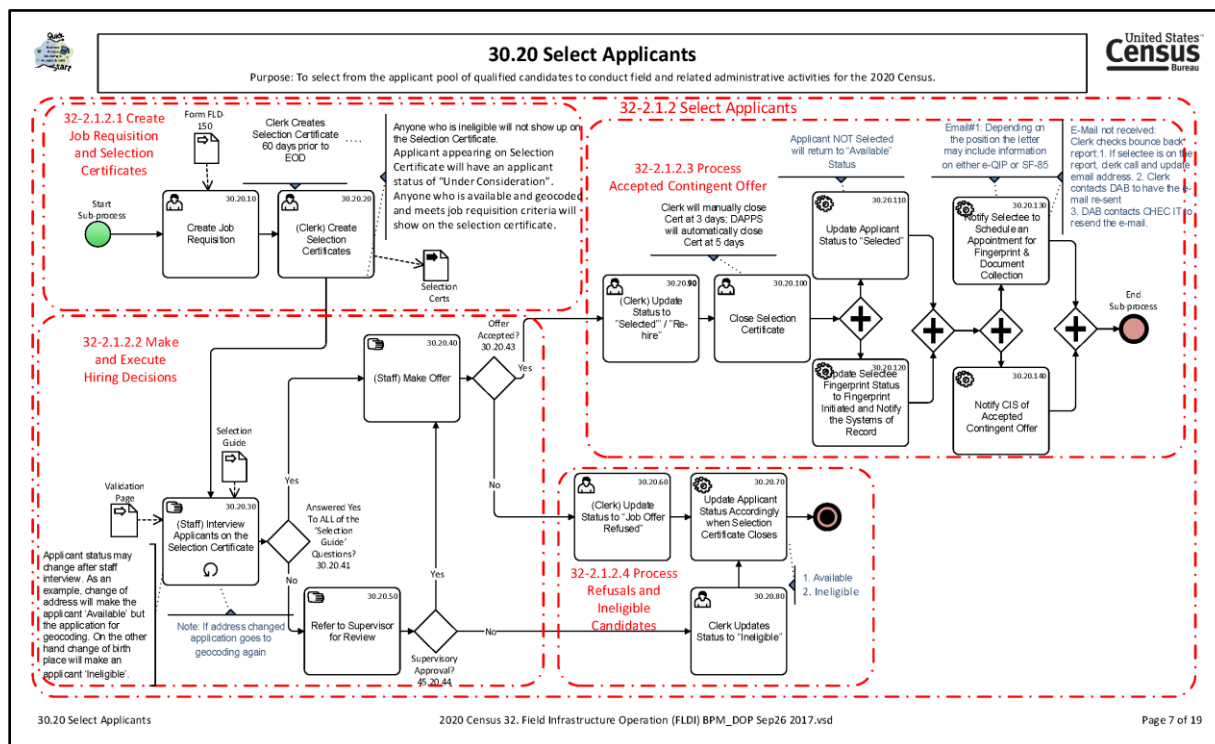 Quick
Start
30.20 Select Applicants
Purpose: To select from the applicant pool of qualified candidates to conduct field and related administrative activities for the 2020 Census.
United States
Census
Bureau
32-2.1.2 Select Applicants
32-2.1.2.1 Create
Job Requisition
and Selection
Certificates
Form FLD-
150
Clerk Creates
Selection Certificate
60 days prior to
EOD
....
Anyone who is ineligible will not show up on
the Selection Certificate.
Applicant appearing on Selection
Certificate will have an applicant
status of "Under Consideration".
Anyone who is available and geocoded
and meets job requisition criteria will
show on the selection certificate.
Start
Sub-process
30.20.10
Create Job
Requisition
30.20.20
(Clerk) Create
Selection
Certificates
Selection
Certs
32-2.1.2.3 Process
Accepted Contingent Offer
Clerk will manually close
Cert at 3 days; DAPPS
will automatically close
Cert at 5 days
Applicant NOT Selected
will return to "Available"
Status
Email#1: Depending on
the position the letter
may include information
on either e-QIP or SF-85
E-Mail not received:
Clerk checks bounce back
report: 1. If selectee is on the
report, clerk call and update
email address. 2. Clerk
contacts DAB to have the e-
mail re-sent
3. DAB contacts CHEC IT to
resend the e-mail.
30.20.90
(Clerk) Update
Status to
"Selected"" / "Re-
hire"
30.20.100
Close Selection
Certificate
30.20.110
Update Applicant
Status to "Selected"
30.20.120
Update Selectee
Fingerprint Status
to Fingerprint
Initiated and Notify
the Systems of
Record
30.20.130
Notify Selectee to
Schedule an
Appointment for
Fingerprint &
Document
Collection
30.20.140
Notify CIS of
Accepted
Contingent Offer
End
Sub-process
32-2.1.2.2 Make
and Execute
Hiring Decisions
30.20.40
(Staff) Make Offer
Offer
Accepted?
30.20.43
Yes
No
Selection
Guide
Validation
Page
30.20.30
(Staff) Interview
Applicants on the
Selection Certificate
Yes
Answered Yes
To ALL of the
'Selection
Guide'
Questions?
30.20.41
No
Applicant status may
change after staff
interview. As an
example, change of
address will make the
applicant 'Available' but
the application for
geocoding. On the other
hand change of birth
place will make an
applicant 'Ineligible'.
Note: If address changed
application goes to
geocoding again
30.20.50
Refer to Supervisor
for Review
Yes
Supervisory
Approval?
45.20.44
No
30.20.60
(Clerk) Update
Status to "Job Offer
Refused"
30.20.70
Update Applicant
Status Accordingly
when Selection
Certificate Closes
32-2.1.2.4 Process
Refusals and
Ineligible
Candidates
1. Available
2. Ineligible
30.20.80
Clerk Updates
Status to "Ineligible"
30.20 Select Applicants
2020 Census 32. Field Infrastructure Operation (FLDI) BPM_DOP Sep26 2017.vsd
Page 7 of 19